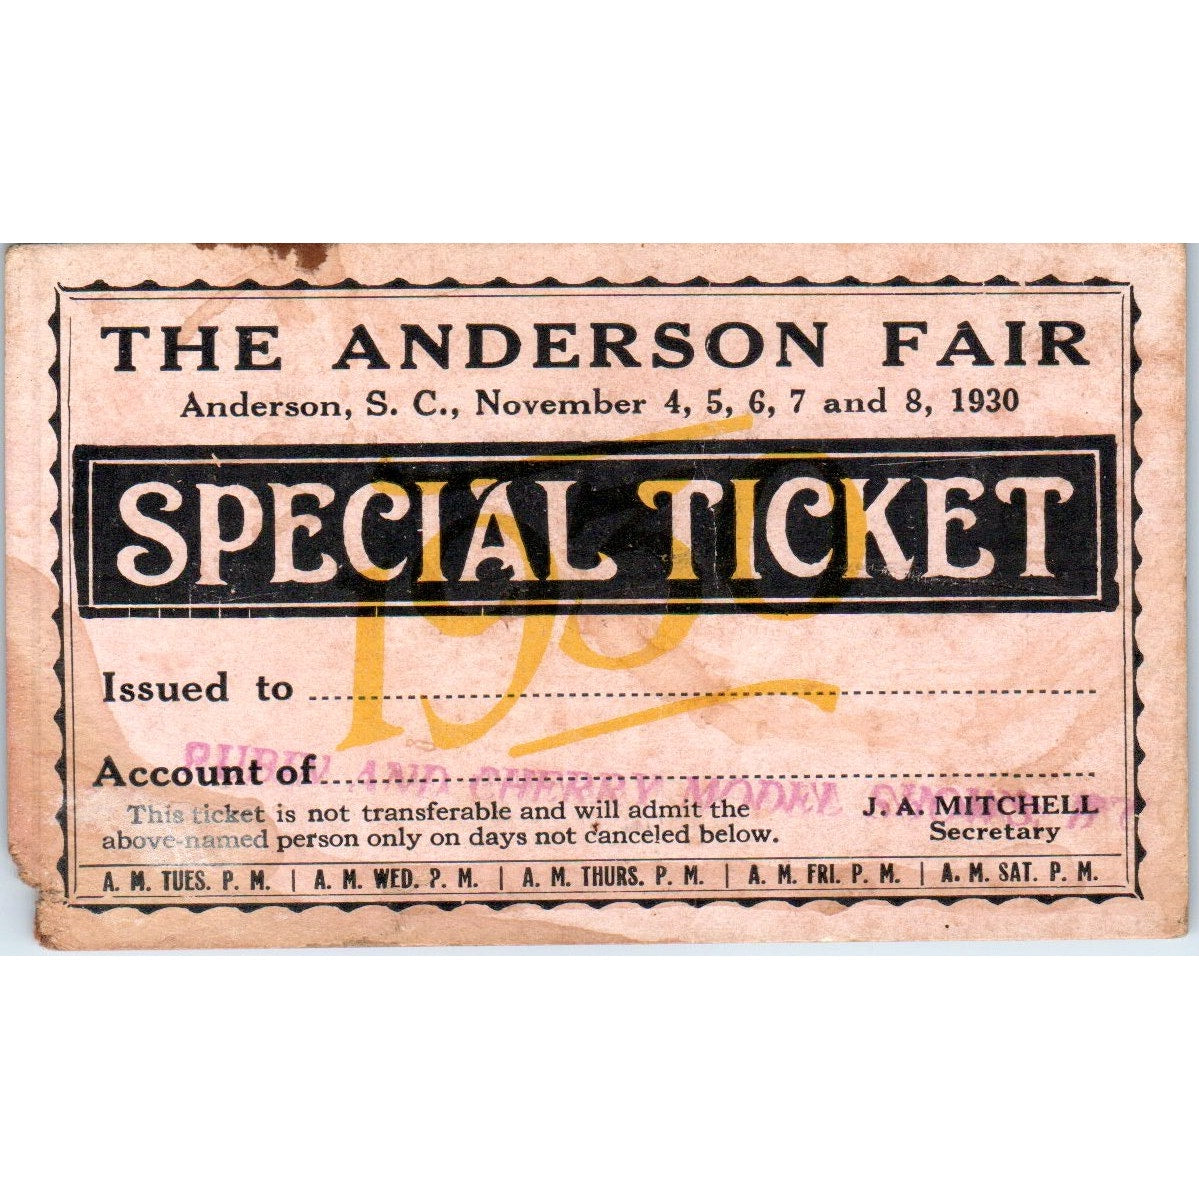 THE ANDERSON FAIR
Anderson, S. C., November 4, 5, 6, 7 and 8, 1930
SPECIAL TICKET
1930
Issued to
RUBIN AND CHERRY MODEL
Account of
This ticket is not transferable and will admit the
above-named person only on days not canceled below.
J. A. MITCHELL
Secretary
A. M. TUES. P. M. | A. M. WED. P. M. | A. M. THURS. P. M. | A. M. FRI. P. M. | A. M. SAT. P. M.